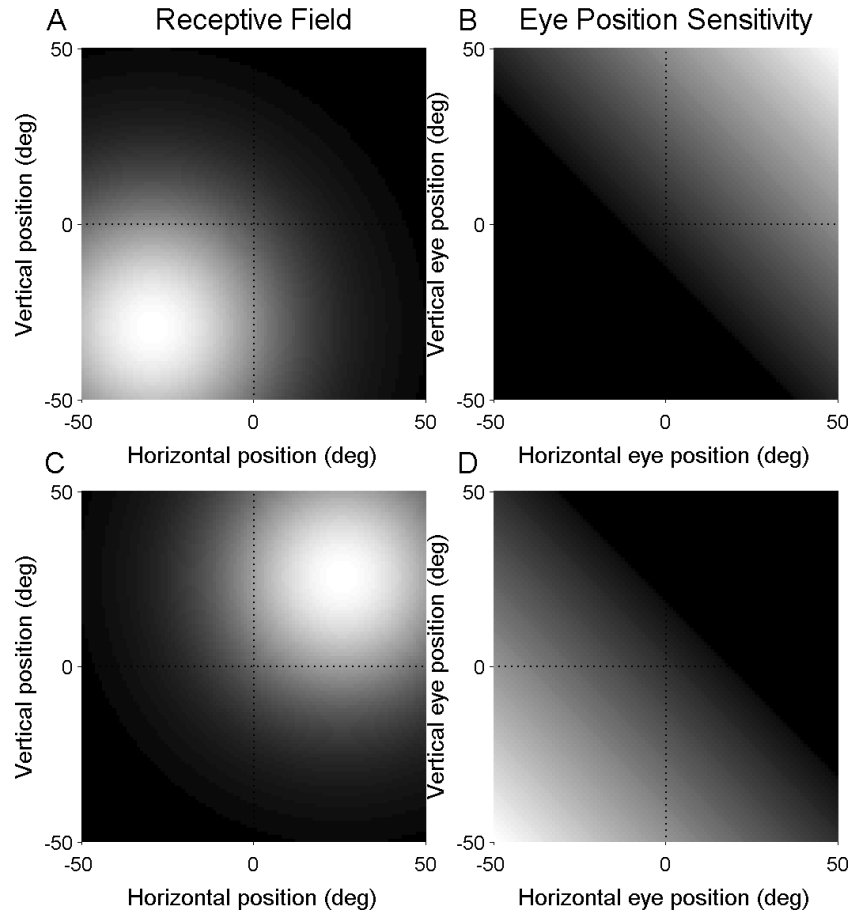 A Receptive Field
B Eye Position Sensitivity
50
0
-50
Vertical position (deg)
-50 0 50
Horizontal position (deg)
50
0
-50
Vertical eye position (deg)
-50 0 50
Horizontal eye position (deg)
C
50
0
-50
Vertical position (deg)
-50 0 50
Horizontal position (deg)
D
50
0
-50
Vertical eye position (deg)
-50 0 50
Horizontal eye position (deg)